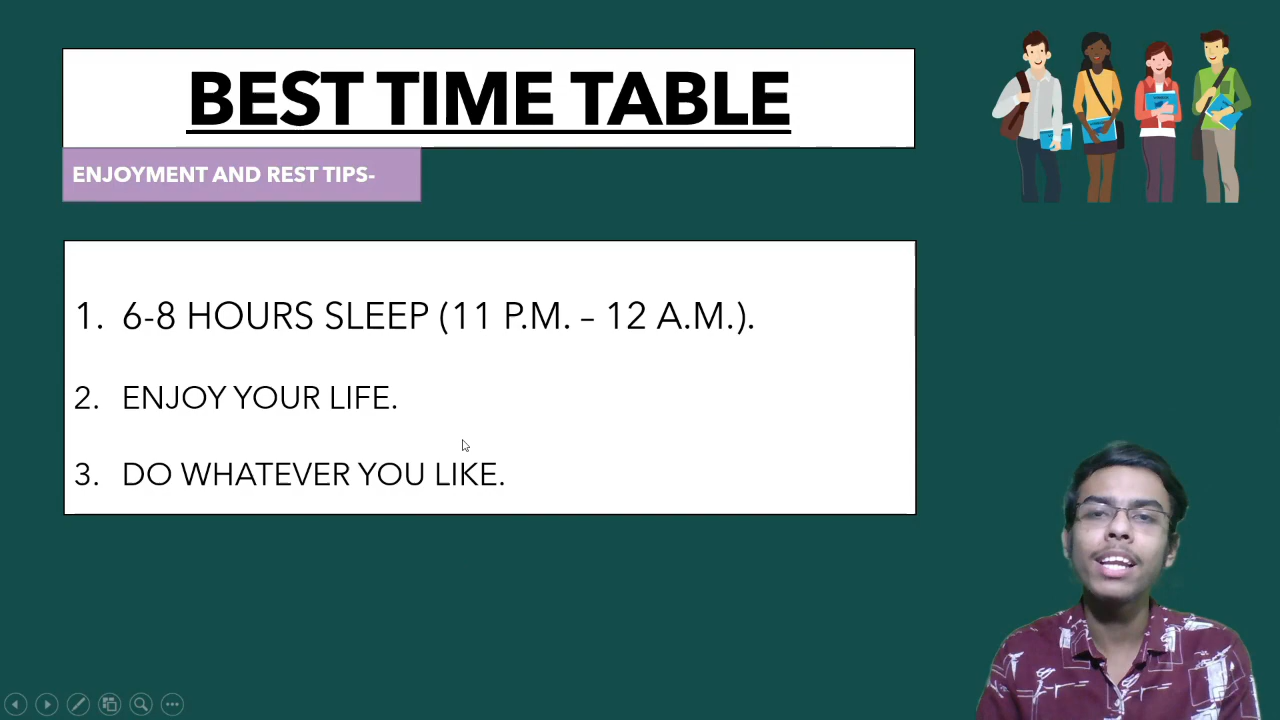 BEST TIME TABLE
ENJOYMENT AND REST TIPS-
1. 6-8 HOURS SLEEP (11 P.M. – 12 A.M.).
2. ENJOY YOUR LIFE.
3. DO WHATEVER YOU LIKE.